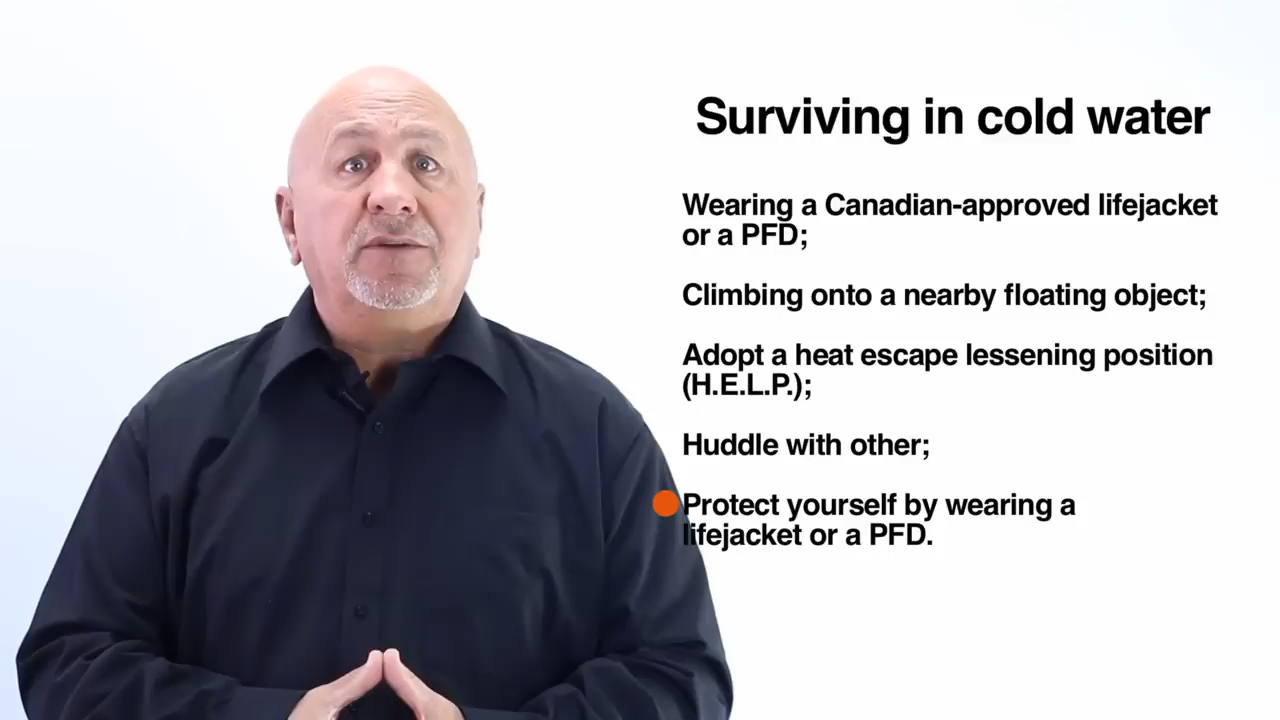 Surviving in cold water
Wearing a Canadian-approved lifejacket
or a PFD;
Climbing onto a nearby floating object;
Adopt a heat escape lessening position
(H.E.L.P.);
Huddle with other;
Protect yourself by wearing a
lifejacket or a PFD.